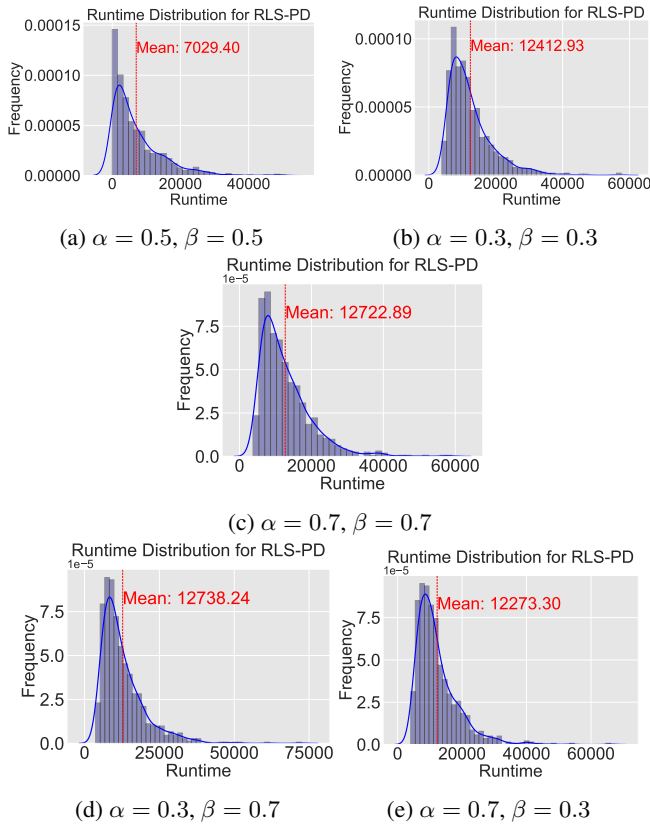 Runtime Distribution for RLS-PD
0.00015
0.00010
0.00005
0.00000
Frequency
Mean: 7029.40
0 20000 40000
Runtime
(a) α = 0.5, β = 0.5
Runtime Distribution for RLS-PD
0.00010
0.00005
0.00000
Frequency
Mean: 12412.93
0 20000 40000 60000
Runtime
(b) α = 0.3, β = 0.3
Runtime Distribution for RLS-PD
1e−5
7.5
5.0
2.5
0.0
Frequency
Mean: 12722.89
0 20000 40000 60000
Runtime
(c) α = 0.7, β = 0.7
Runtime Distribution for RLS-PD
1e−5
7.5
5.0
2.5
0.0
Frequency
Mean: 12738.24
0 25000 50000 75000
Runtime
(d) α = 0.3, β = 0.7
Runtime Distribution for RLS-PD
1e−5
7.5
5.0
2.5
0.0
Frequency
Mean: 12273.30
0 20000 40000 60000
Runtime
(e) α = 0.7, β = 0.3